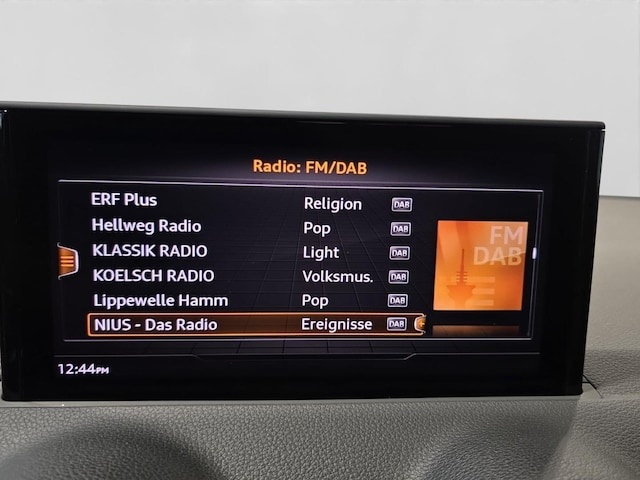 Radio: FM/DAB
ERF Plus Religion DAB
Hellweg Radio Pop DAB
KLASSIK RADIO Light DAB
KOELSCH RADIO Volksmus. DAB
Lippewelle Hamm Pop DAB
NIUS - Das Radio Ereignisse DAB
FM
DAB
12:44PM